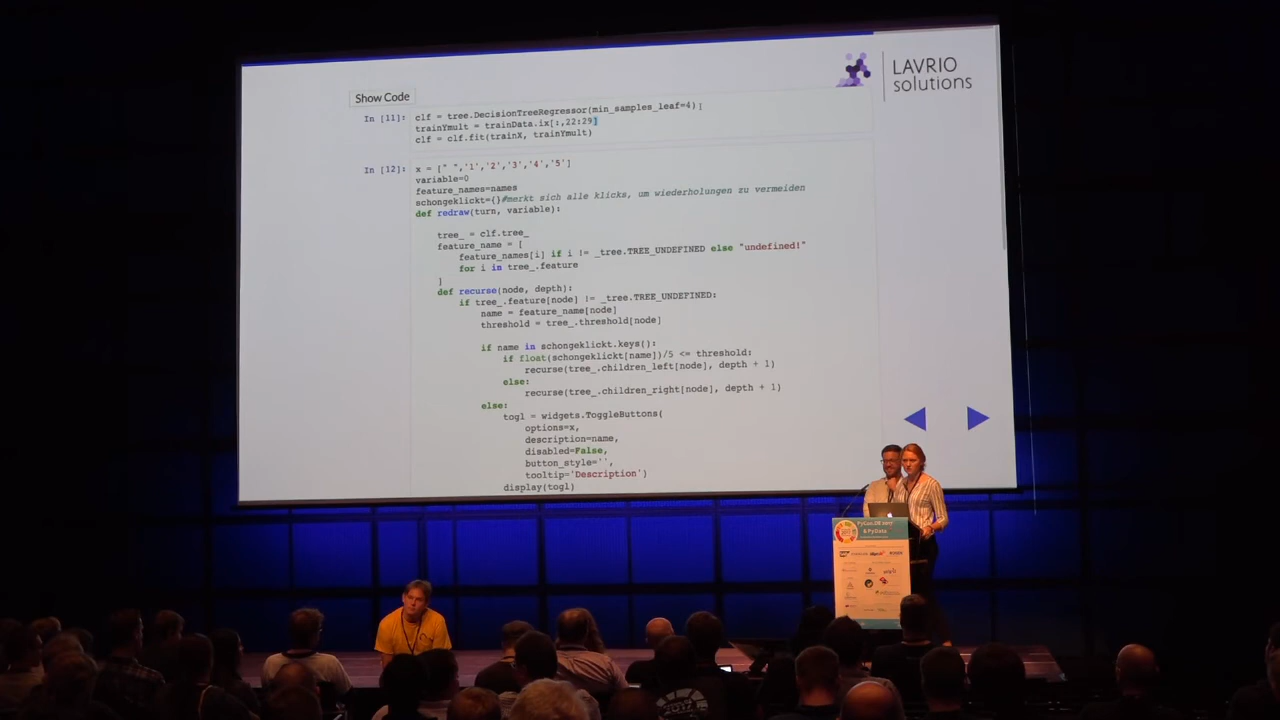 LAVRIO
solutions
Show Code
In [11]: clf = tree.DecisionTreeRegressor(min_samples_leaf=4)
trainYmult = trainData.ix[:,22:29]
clf = clf.fit(trainX, trainYmult)
In [12]: x = [" ",'1','2','3','4','5']
variable=0
feature_names=names
schongeklickt={}#merkt sich alle klicks, um wiederholungen zu vermeiden
def redraw(turn, variable):
tree_ = clf.tree_
feature_name = [
feature_names[i] if i != _tree.TREE_UNDEFINED else "undefined!"
for i in tree_.feature
]
def recurse(node, depth):
if tree_.feature[node] != _tree.TREE_UNDEFINED:
name = feature_name[node]
threshold = tree_.threshold[node]
if name in schongeklickt.keys():
if float(schongeklickt[name])/5 <= threshold:
recurse(tree_.children_left[node], depth + 1)
else:
recurse(tree_.children_right[node], depth + 1)
else:
togl = widgets.ToggleButtons(
options=x,
description=name,
disabled=False,
button_style='',
tooltip='Description')
display(togl)
PyCon.DE 2017
& PyData